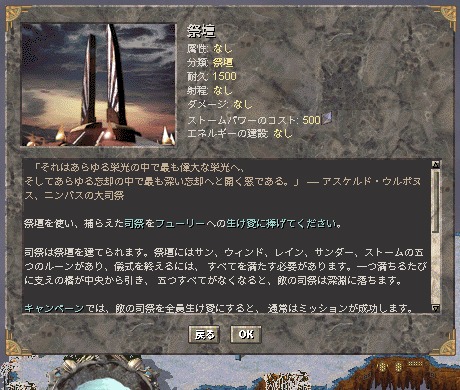 祭壇
属性: なし
分類: 祭壇
耐久: 1500
射程: なし
ダメージ: なし
ストームパワーのコスト: 500
エネルギーの建設: なし
「それはあらゆる栄光の中で最も偉大な栄光へ、
そしてあらゆる忘却の中で最も深い忘却へと開く窓である。」 ― アスケルド・ウルボヌ
ス、ニンバスの大司祭
祭壇を使い、捕らえた司祭をフューリーへの生け贄に捧げてください。
司祭は祭壇を建てられます。祭壇にはサン、ウィンド、レイン、サンダー、ストームの五
つのルーンがあり、儀式を終えるには、 すべてを満たす必要があります。一つ満ちるたび
に支えの橋が中央から引き、 五つすべてがなくなると、敵の司祭は深淵に落ちます。
キャンペーンでは、敵の司祭を全員生け贄にすると、 通常はミッションが成功します。
戻る
OK